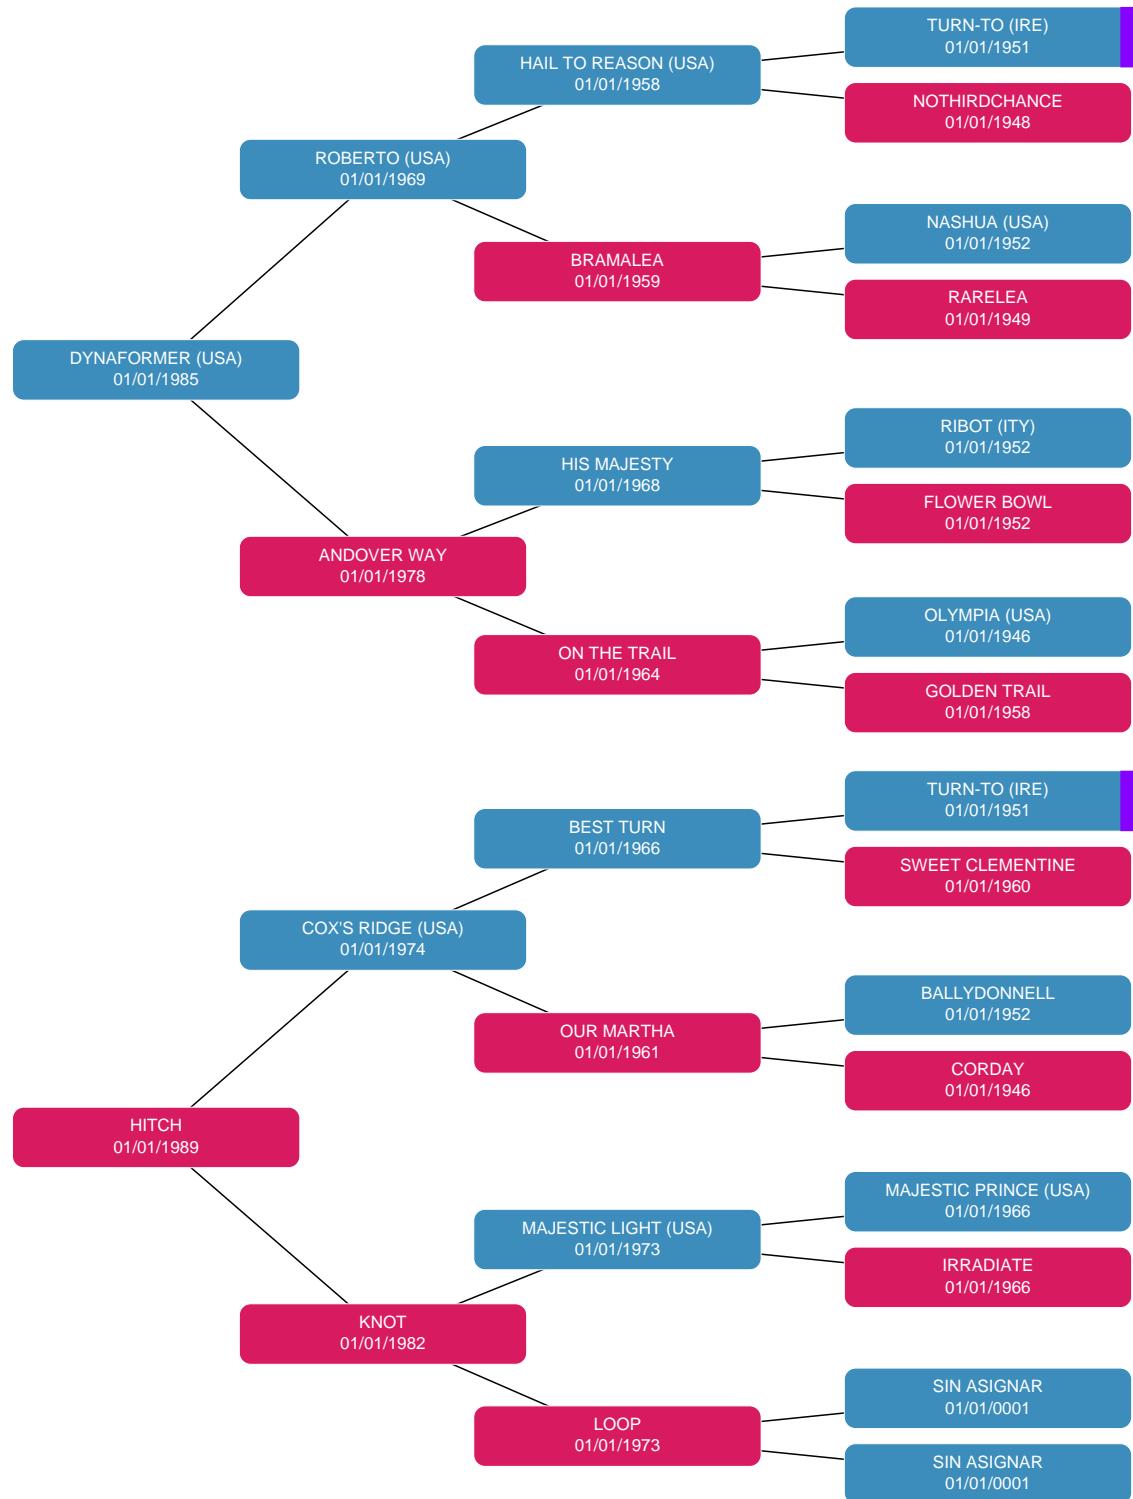 TURN-TO (IRE)
01/01/1951
HAIL TO REASON (USA)
01/01/1958
NOTHIRDCHANCE
01/01/1948
ROBERTO (USA)
01/01/1969
NASHUA (USA)
01/01/1952
BRAMALEA
01/01/1959
RARELEA
01/01/1949
DYNAFORMER (USA)
01/01/1985
RIBOT (ITY)
01/01/1952
HIS MAJESTY
01/01/1968
FLOWER BOWL
01/01/1952
ANDOVER WAY
01/01/1978
OLYMPIA (USA)
01/01/1946
ON THE TRAIL
01/01/1964
GOLDEN TRAIL
01/01/1958
TURN-TO (IRE)
01/01/1951
BEST TURN
01/01/1966
SWEET CLEMENTINE
01/01/1960
COX'S RIDGE (USA)
01/01/1974
BALLYDONNELL
01/01/1952
OUR MARTHA
01/01/1961
CORDAY
01/01/1946
HITCH
01/01/1989
MAJESTIC PRINCE (USA)
01/01/1966
MAJESTIC LIGHT (USA)
01/01/1973
IRRADIATE
01/01/1966
KNOT
01/01/1982
SIN ASIGNAR
01/01/0001
LOOP
01/01/1973
SIN ASIGNAR
01/01/0001